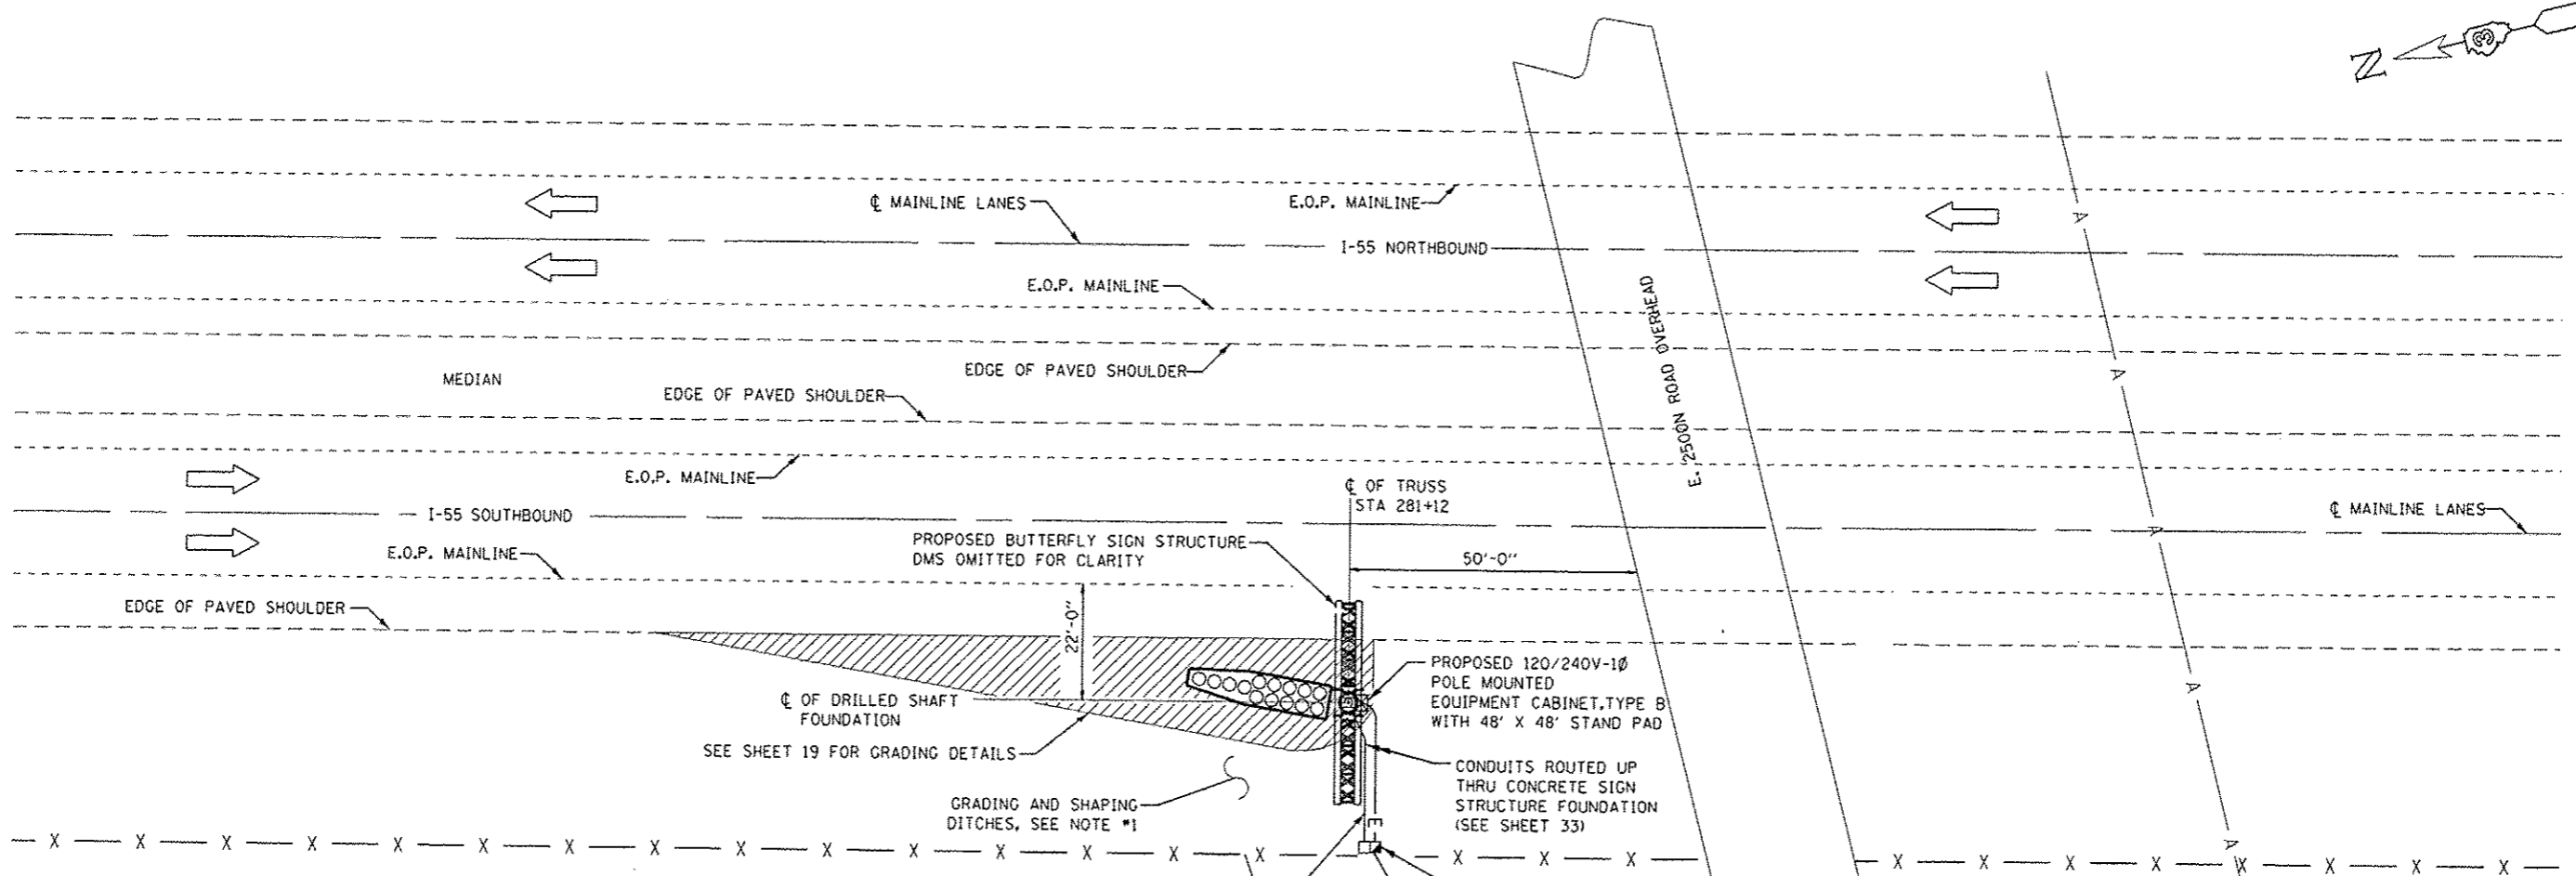 N
3
℄ MAINLINE LANES
E.O.P. MAINLINE
I-55 NORTHBOUND
E.O.P. MAINLINE
EDGE OF PAVED SHOULDER
MEDIAN
EDGE OF PAVED SHOULDER
E. 2500N ROAD OVERHEAD
A
A
A
A
A
E.O.P. MAINLINE
℄ OF TRUSS
STA 281+12
I-55 SOUTHBOUND
℄ MAINLINE LANES
E.O.P. MAINLINE
PROPOSED BUTTERFLY SIGN STRUCTURE
DMS OMITTED FOR CLARITY
50'-0"
EDGE OF PAVED SHOULDER
22'-0"
℄ OF DRILLED SHAFT
FOUNDATION
PROPOSED 120/240V-1Ø
POLE MOUNTED
EQUIPMENT CABINET,TYPE B
WITH 48' X 48' STAND PAD
SEE SHEET 19 FOR GRADING DETAILS
CONDUITS ROUTED UP
THRU CONCRETE SIGN
STRUCTURE FOUNDATION
(SEE SHEET 33)
GRADING AND SHAPING
DITCHES, SEE NOTE *1
E
X X X X X X X X X X X X X X X X X X X X X X X X X X